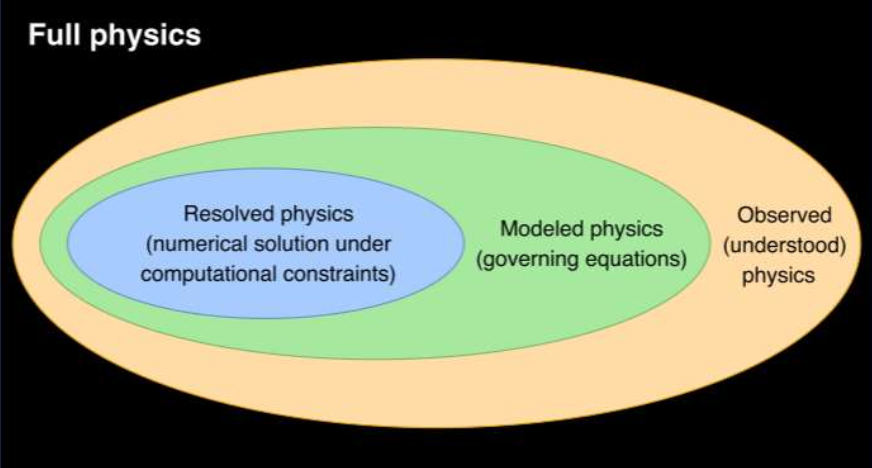 Full physics
Resolved physics
(numerical solution under
computational constraints)
Modeled physics
(governing equations)
Observed
(understood)
physics